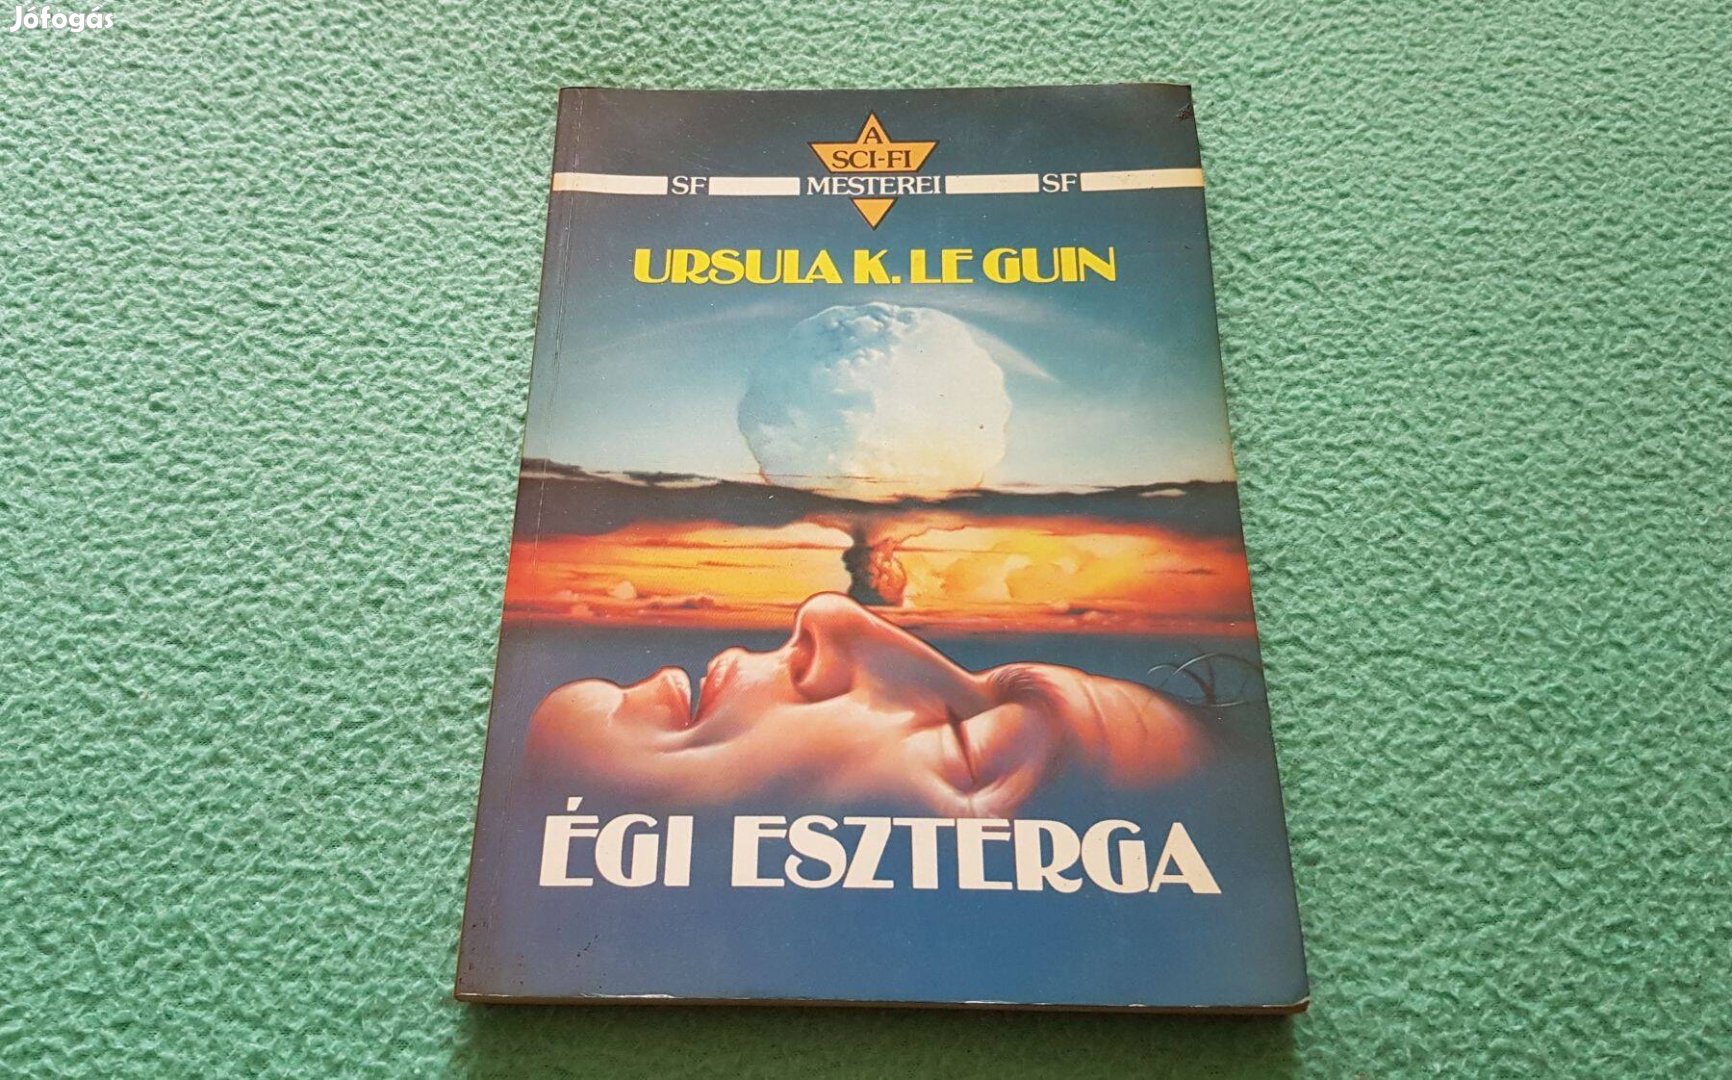 Jófogás
A
SCI-FI
SF MESTEREI SF
URSULA K. LE GUIN
ÉGI ESZTERGA